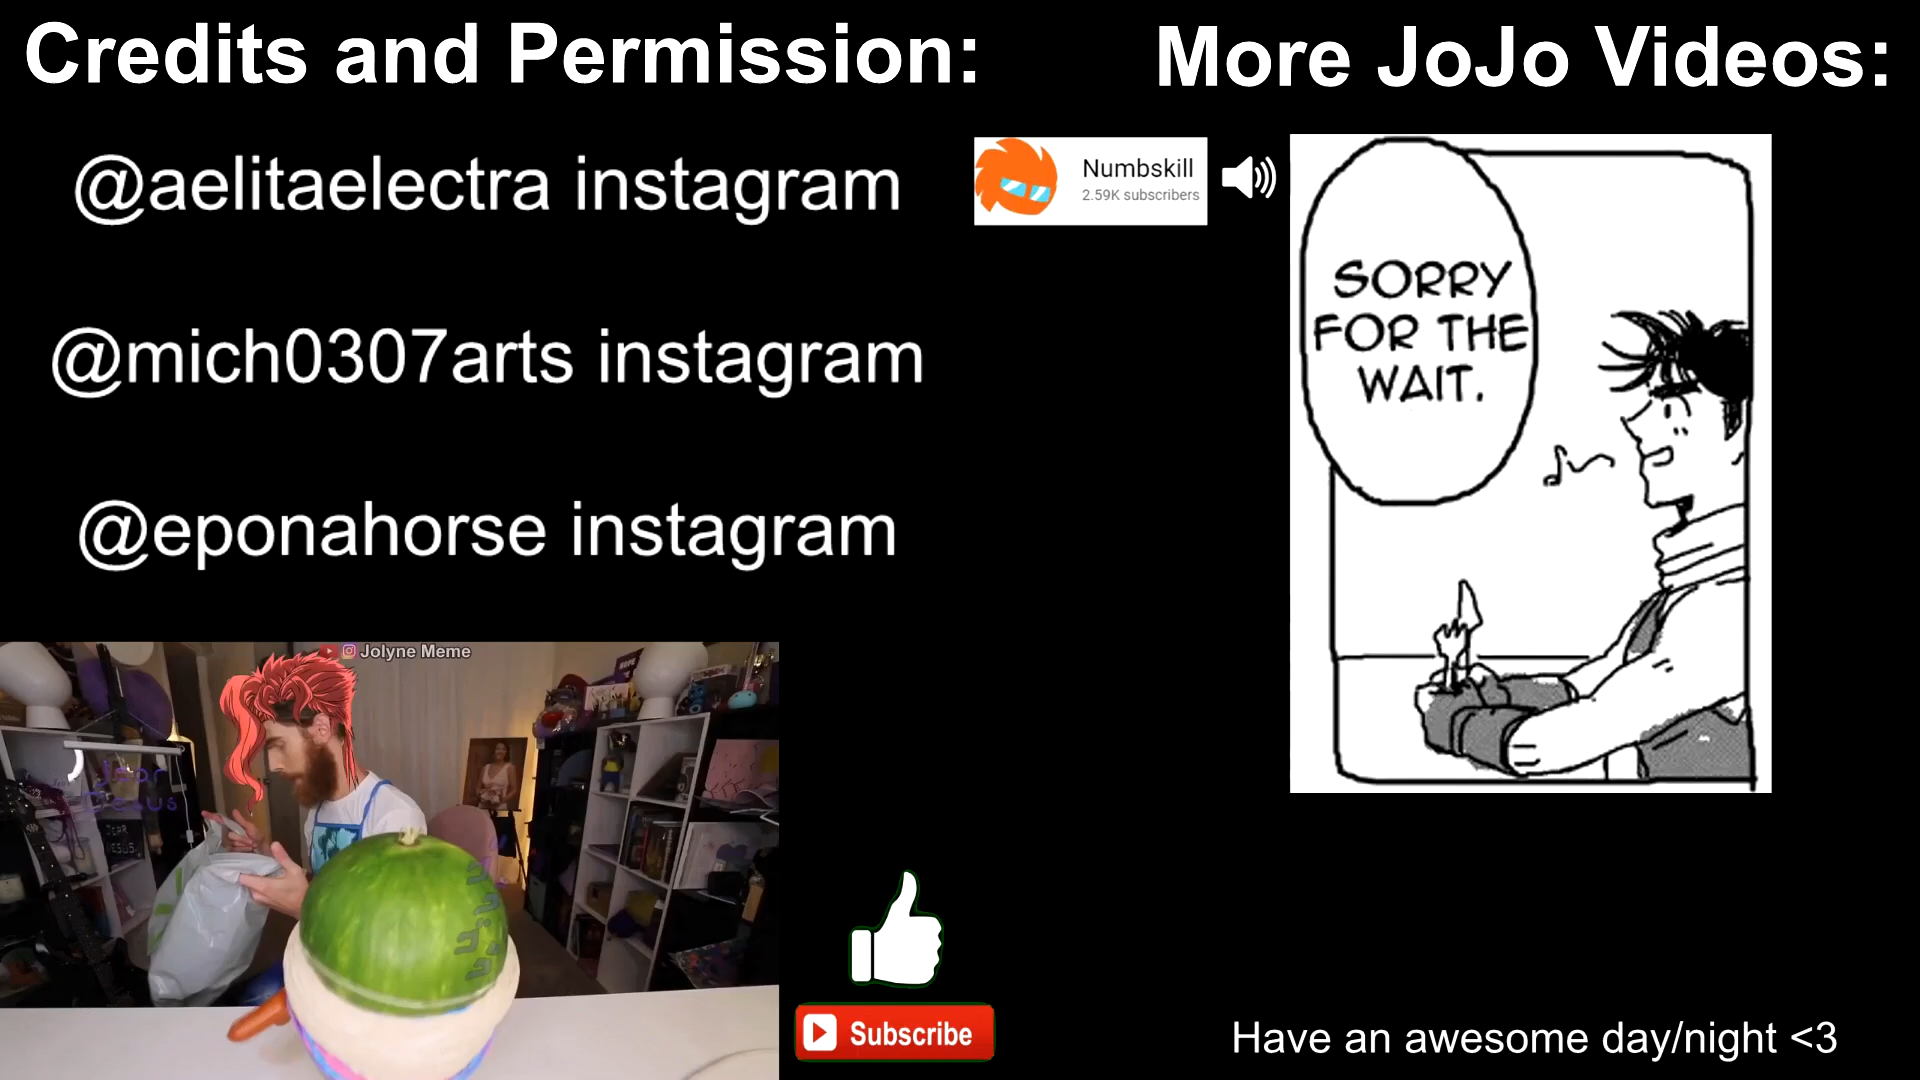 Credits and Permission:
@aelitaelectra instagram
@mich0307arts instagram
@eponahorse instagram
More JoJo Videos:
Numbskill
2.59K subscribers
SORRY
FOR THE
WAIT.
Jolyne Meme
Subscribe
Have an awesome day/night <3